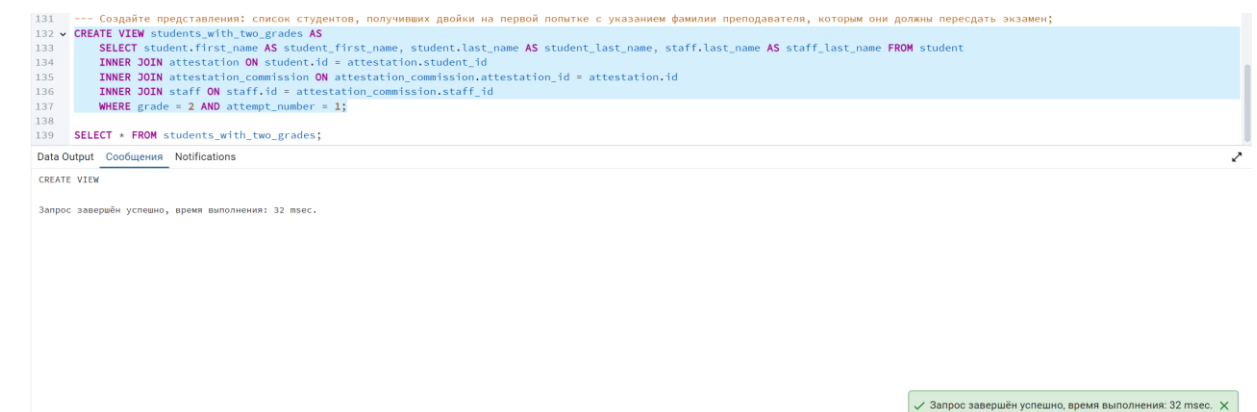 131 --- Создайте представления: список студентов, получивших двойки на первой попытке с указанием фамилии преподавателя, которым они должны пересдать экзамен;
132 CREATE VIEW students_with_two_grades AS
133 SELECT student.first_name AS student_first_name, student.last_name AS student_last_name, staff.last_name AS staff_last_name FROM student
134 INNER JOIN attestation ON student.id = attestation.student_id
135 INNER JOIN attestation_commission ON attestation_commission.attestation_id = attestation.id
136 INNER JOIN staff ON staff.id = attestation_commission.staff_id
137 WHERE grade = 2 AND attempt_number = 1;
138
139 SELECT * FROM students_with_two_grades;
Data Output Сообщения Notifications
CREATE VIEW
Запрос завершён успешно, время выполнения: 32 msec.
Запрос завершён успешно, время выполнения: 32 msec.